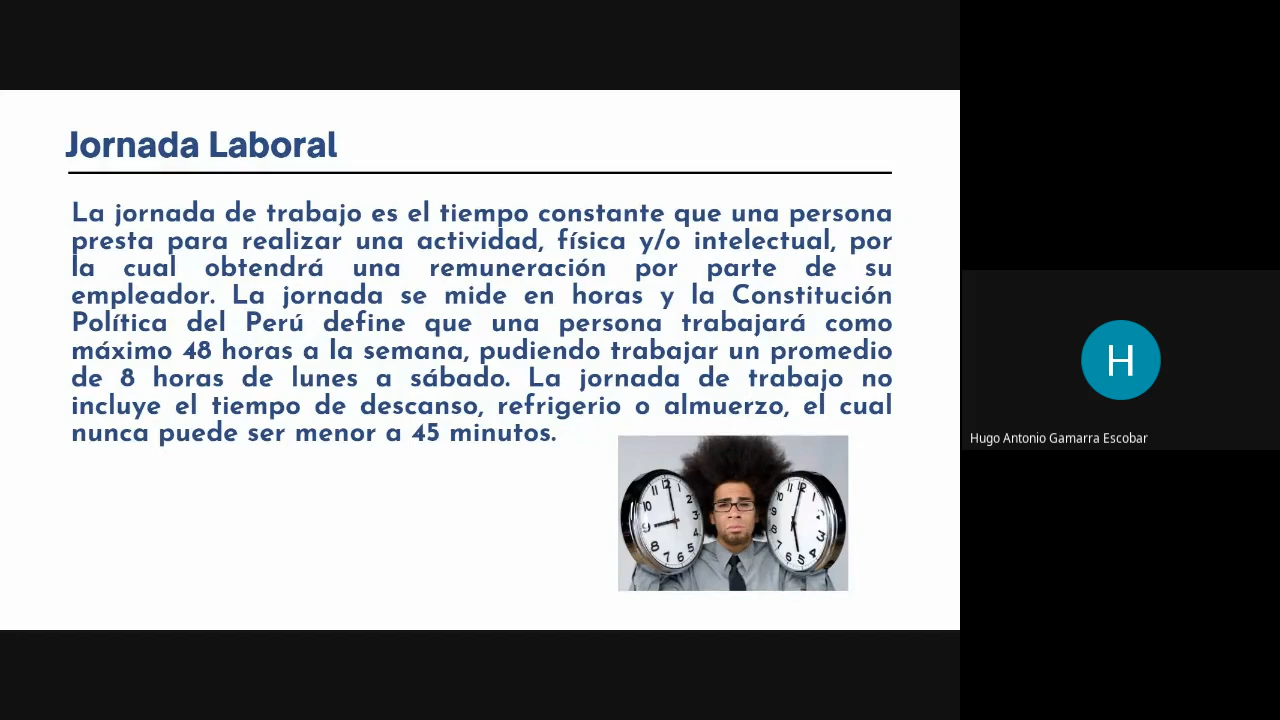 Jornada Laboral
La jornada de trabajo es el tiempo constante que una persona
presta para realizar una actividad, física y/o intelectual, por
la cual obtendrá una remuneración por parte de su
empleador. La jornada se mide en horas y la Constitución
Política del Perú define que una persona trabajará como
máximo 48 horas a la semana, pudiendo trabajar un promedio
de 8 horas de lunes a sábado. La jornada de trabajo no
incluye el tiempo de descanso, refrigerio o almuerzo, el cual
nunca puede ser menor a 45 minutos.
H
Hugo Antonio Gamarra Escobar